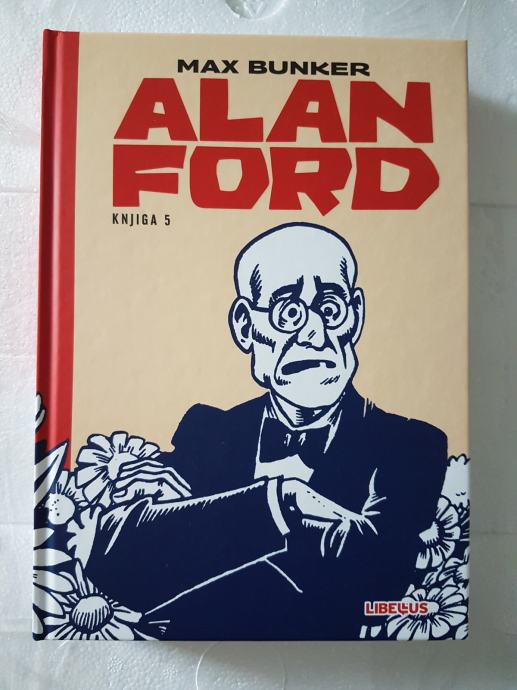 MAX BUNKER
ALAN
FORD
KNJIGA 5
LIBELLUS